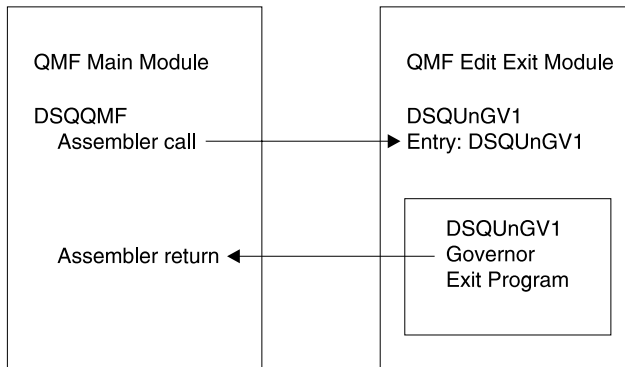 QMF Main Module
DSQQMF
Assembler call
Assembler return
QMF Edit Exit Module
DSQUnGV1
Entry: DSQUnGV1
DSQUnGV1
Governor
Exit Program